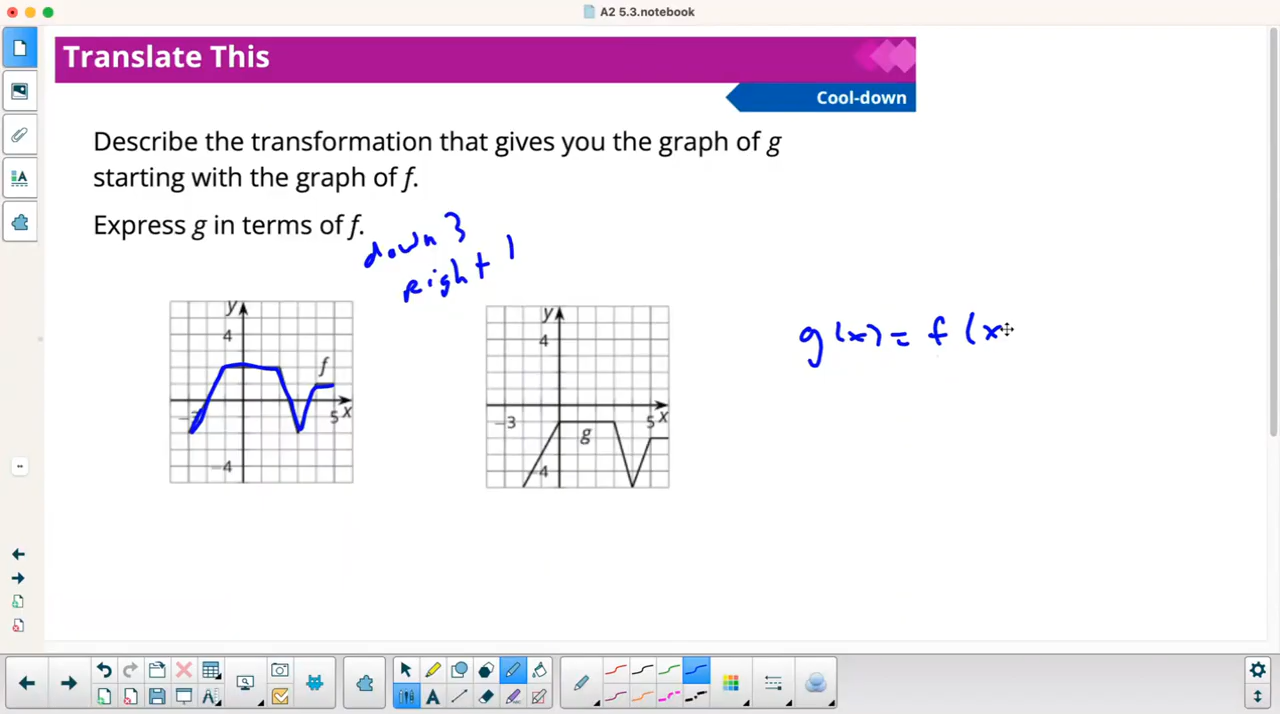 A2 5.3.notebook
Translate This
Cool-down
Describe the transformation that gives you the graph of g
starting with the graph of f.
Express g in terms of f.
down 3
right 1
y
4
f
5
x
-4
y
4
-3
5
x
g
-4
g(x) = f(x
A
A